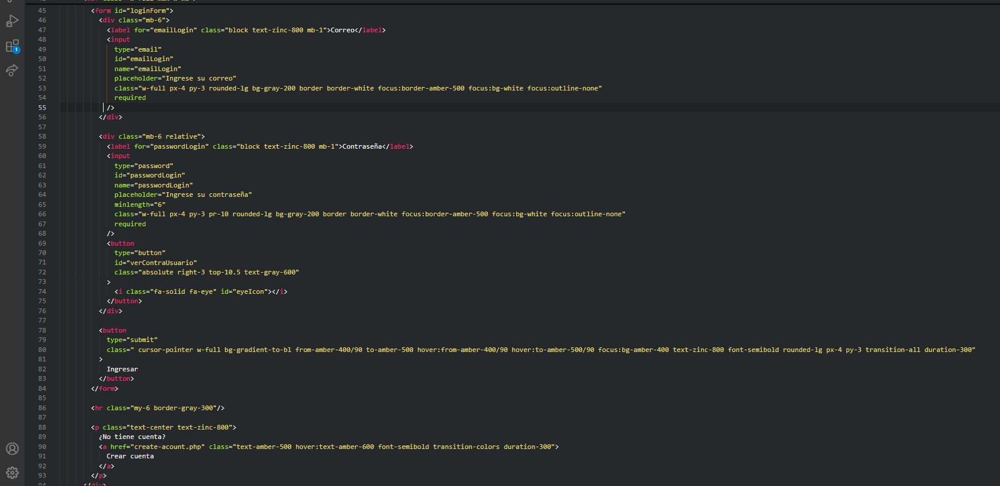 45 <form id="loginForm">
46 <div class="mb-6">
47 <label for="emailLogin" class="block text-zinc-800 mb-1">Correo</label>
48 <input
49 type="email"
50 id="emailLogin"
51 name="emailLogin"
52 placeholder="Ingrese su correo"
53 class="w-full px-4 py-3 rounded-lg bg-gray-200 border border-white focus:border-amber-500 focus:bg-white focus:outline-none"
54 required
55 />
56 </div>
57
58 <div class="mb-6 relative">
59 <label for="passwordLogin" class="block text-zinc-800 mb-1">Contraseña</label>
60 <input
61 type="password"
62 id="passwordLogin"
63 name="passwordLogin"
64 placeholder="Ingrese su contraseña"
65 minlength="6"
66 class="w-full px-4 py-3 pr-10 rounded-lg bg-gray-200 border border-white focus:border-amber-500 focus:bg-white focus:outline-none"
67 required
68 />
69 <button
70 type="button"
71 id="verContraUsuario"
72 class="absolute right-3 top-10.5 text-gray-600"
73 >
74 <i class="fa-solid fa-eye" id="eyeIcon"></i>
75 </button>
76 </div>
77
78 <button
79 type="submit"
80 class=" cursor-pointer w-full bg-gradient-to-bl from-amber-400/90 to-amber-500 hover:from-amber-400/90 hover:to-amber-500/90 focus:bg-amber-400 text-zinc-800 font-semibold rounded-lg px-4 py-3 transition-all duration-300"
81 >
82 Ingresar
83 </button>
84 </form>
85
86 <hr class="my-6 border-gray-300"/>
87
88 <p class="text-center text-zinc-800">
89 ¿No tiene cuenta?
90 <a href="create-acount.php" class="text-amber-500 hover:text-amber-600 font-semibold transition-colors duration-300">
91 Crear cuenta
92 </a>
93 </p>
94 </div>
1